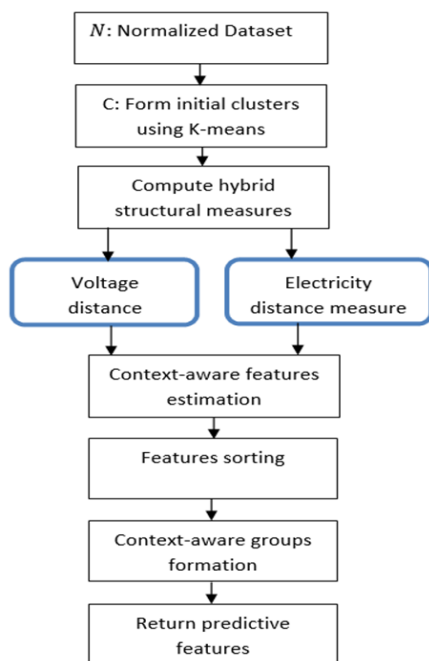 N: Normalized Dataset
C: Form initial clusters
using K-means
Compute hybrid
structural measures
Voltage
distance
Electricity
distance measure
Context-aware features
estimation
Features sorting
Context-aware groups
formation
Return predictive
features